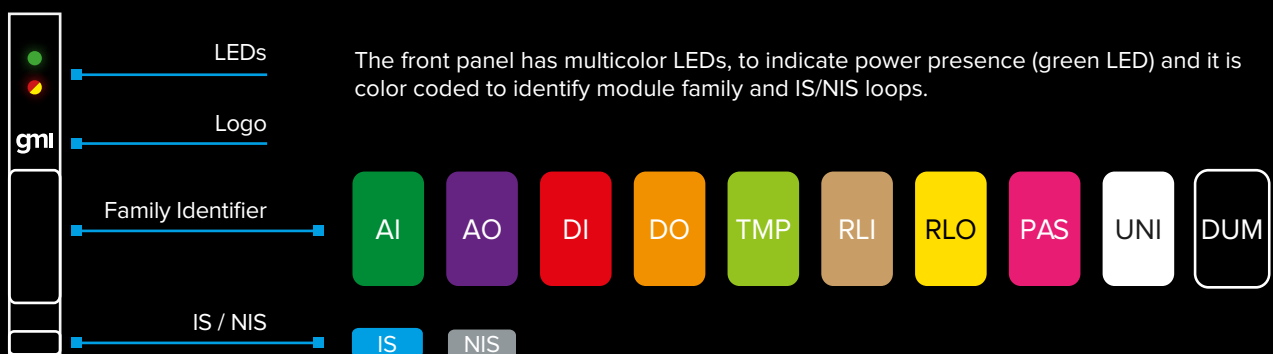 LEDs
The front panel has multicolor LEDs, to indicate power presence (green LED) and it is
color coded to identify module family and IS/NIS loops.
Logo
gmi
Family Identifier
AI AO DI DO TMP RLI RLO PAS UNI DUM
IS / NIS
IS NIS